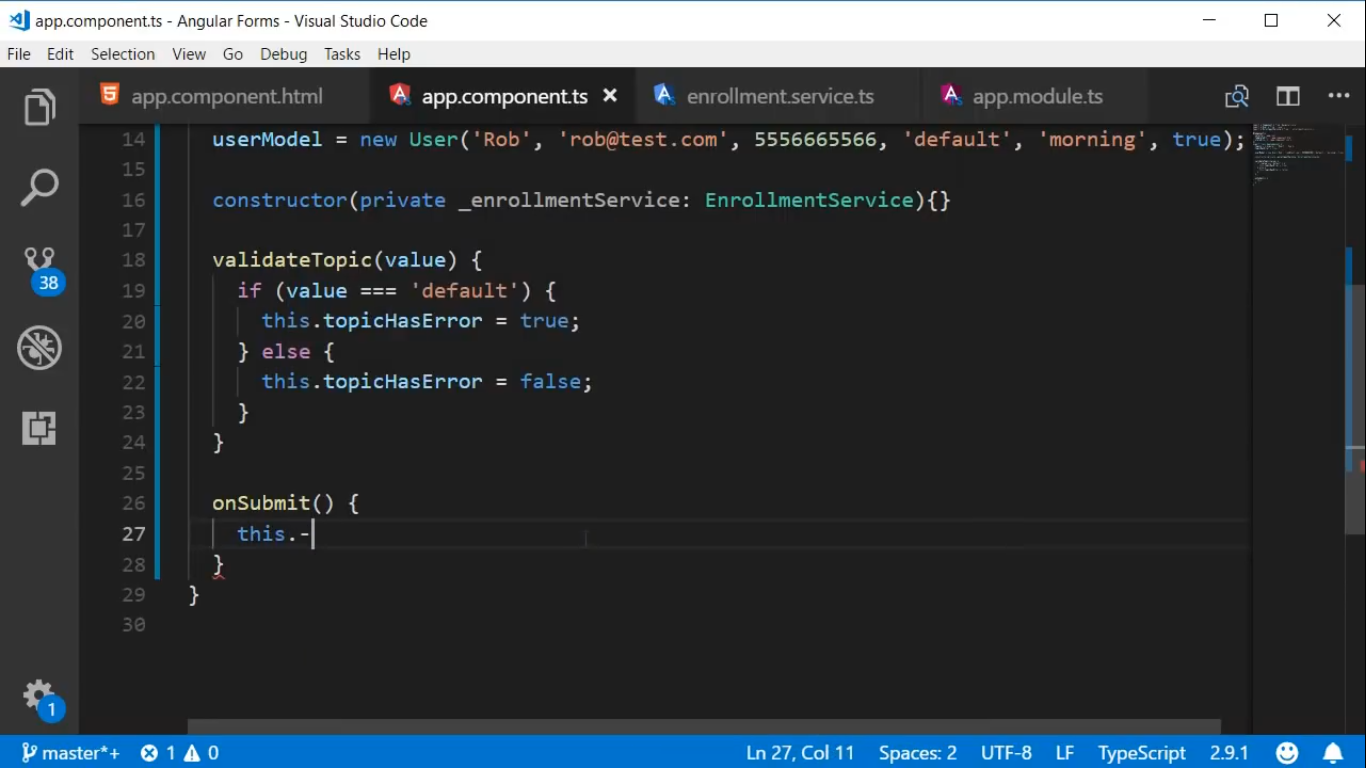 app.component.ts - Angular Forms - Visual Studio Code
File Edit Selection View Go Debug Tasks Help
app.component.html app.component.ts enrollment.service.ts app.module.ts
14 userModel = new User('Rob', 'rob@test.com', 5556665566, 'default', 'morning', true);
15
16 constructor(private _enrollmentService: EnrollmentService){}
17
18 validateTopic(value) {
19 if (value === 'default') {
20 this.topicHasError = true;
21 } else {
22 this.topicHasError = false;
23 }
24 }
25
26 onSubmit() {
27 this.-
28 }
29 }
30
38
1
master*+ 1 0 Ln 27, Col 11 Spaces: 2 UTF-8 LF TypeScript 2.9.1